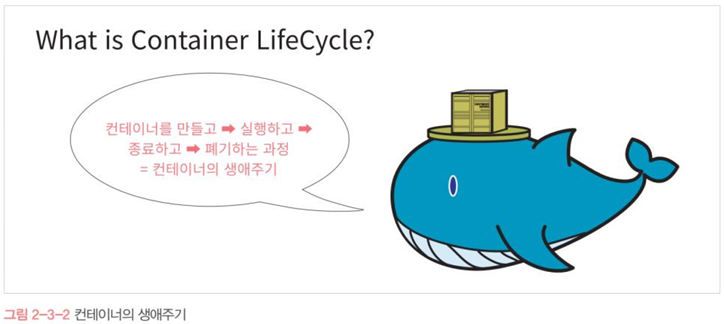 What is Container LifeCycle?
컨테이너를 만들고 ➡ 실행하고 ➡
종료하고 ➡ 폐기하는 과정
= 컨테이너의 생애주기
그림 2-3-2 컨테이너의 생애주기